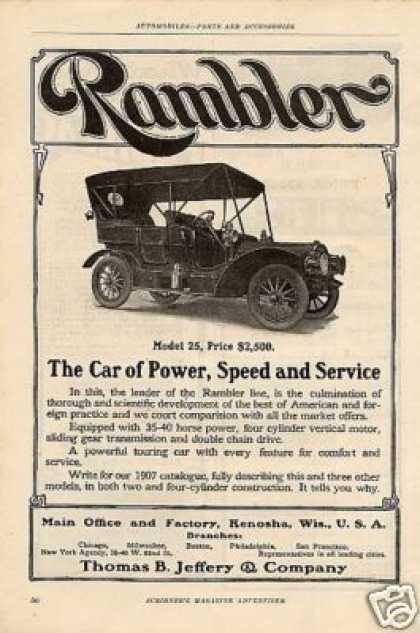 AUTOMOBILES—PARTS AND ACCESSORIES
Rambler
Model 25, Price $2,500.
The Car of Power, Speed and Service
In this, the leader of the Rambler line, is the culmination of
thorough and scientific development of the best of American and for-
eign practice and we court comparison with all the market offers.
Equipped with 35-40 horse power, four cylinder vertical motor,
sliding gear transmission and double chain drive.
A powerful touring car with every feature for comfort and
service.
Write for our 1907 catalogue, fully describing this and three other
models, in both two and four-cylinder construction. It tells you why.
Main Office and Factory, Kenosha, Wis., U. S. A.
Branches:
Chicago, Milwaukee, Boston, Philadelphia, San Francisco.
New York Agency, 38-40 W. 62nd St. Representatives in all leading cities.
Thomas B. Jeffery @ Company
50
SCRIBNER'S MAGAZINE ADVERTISER